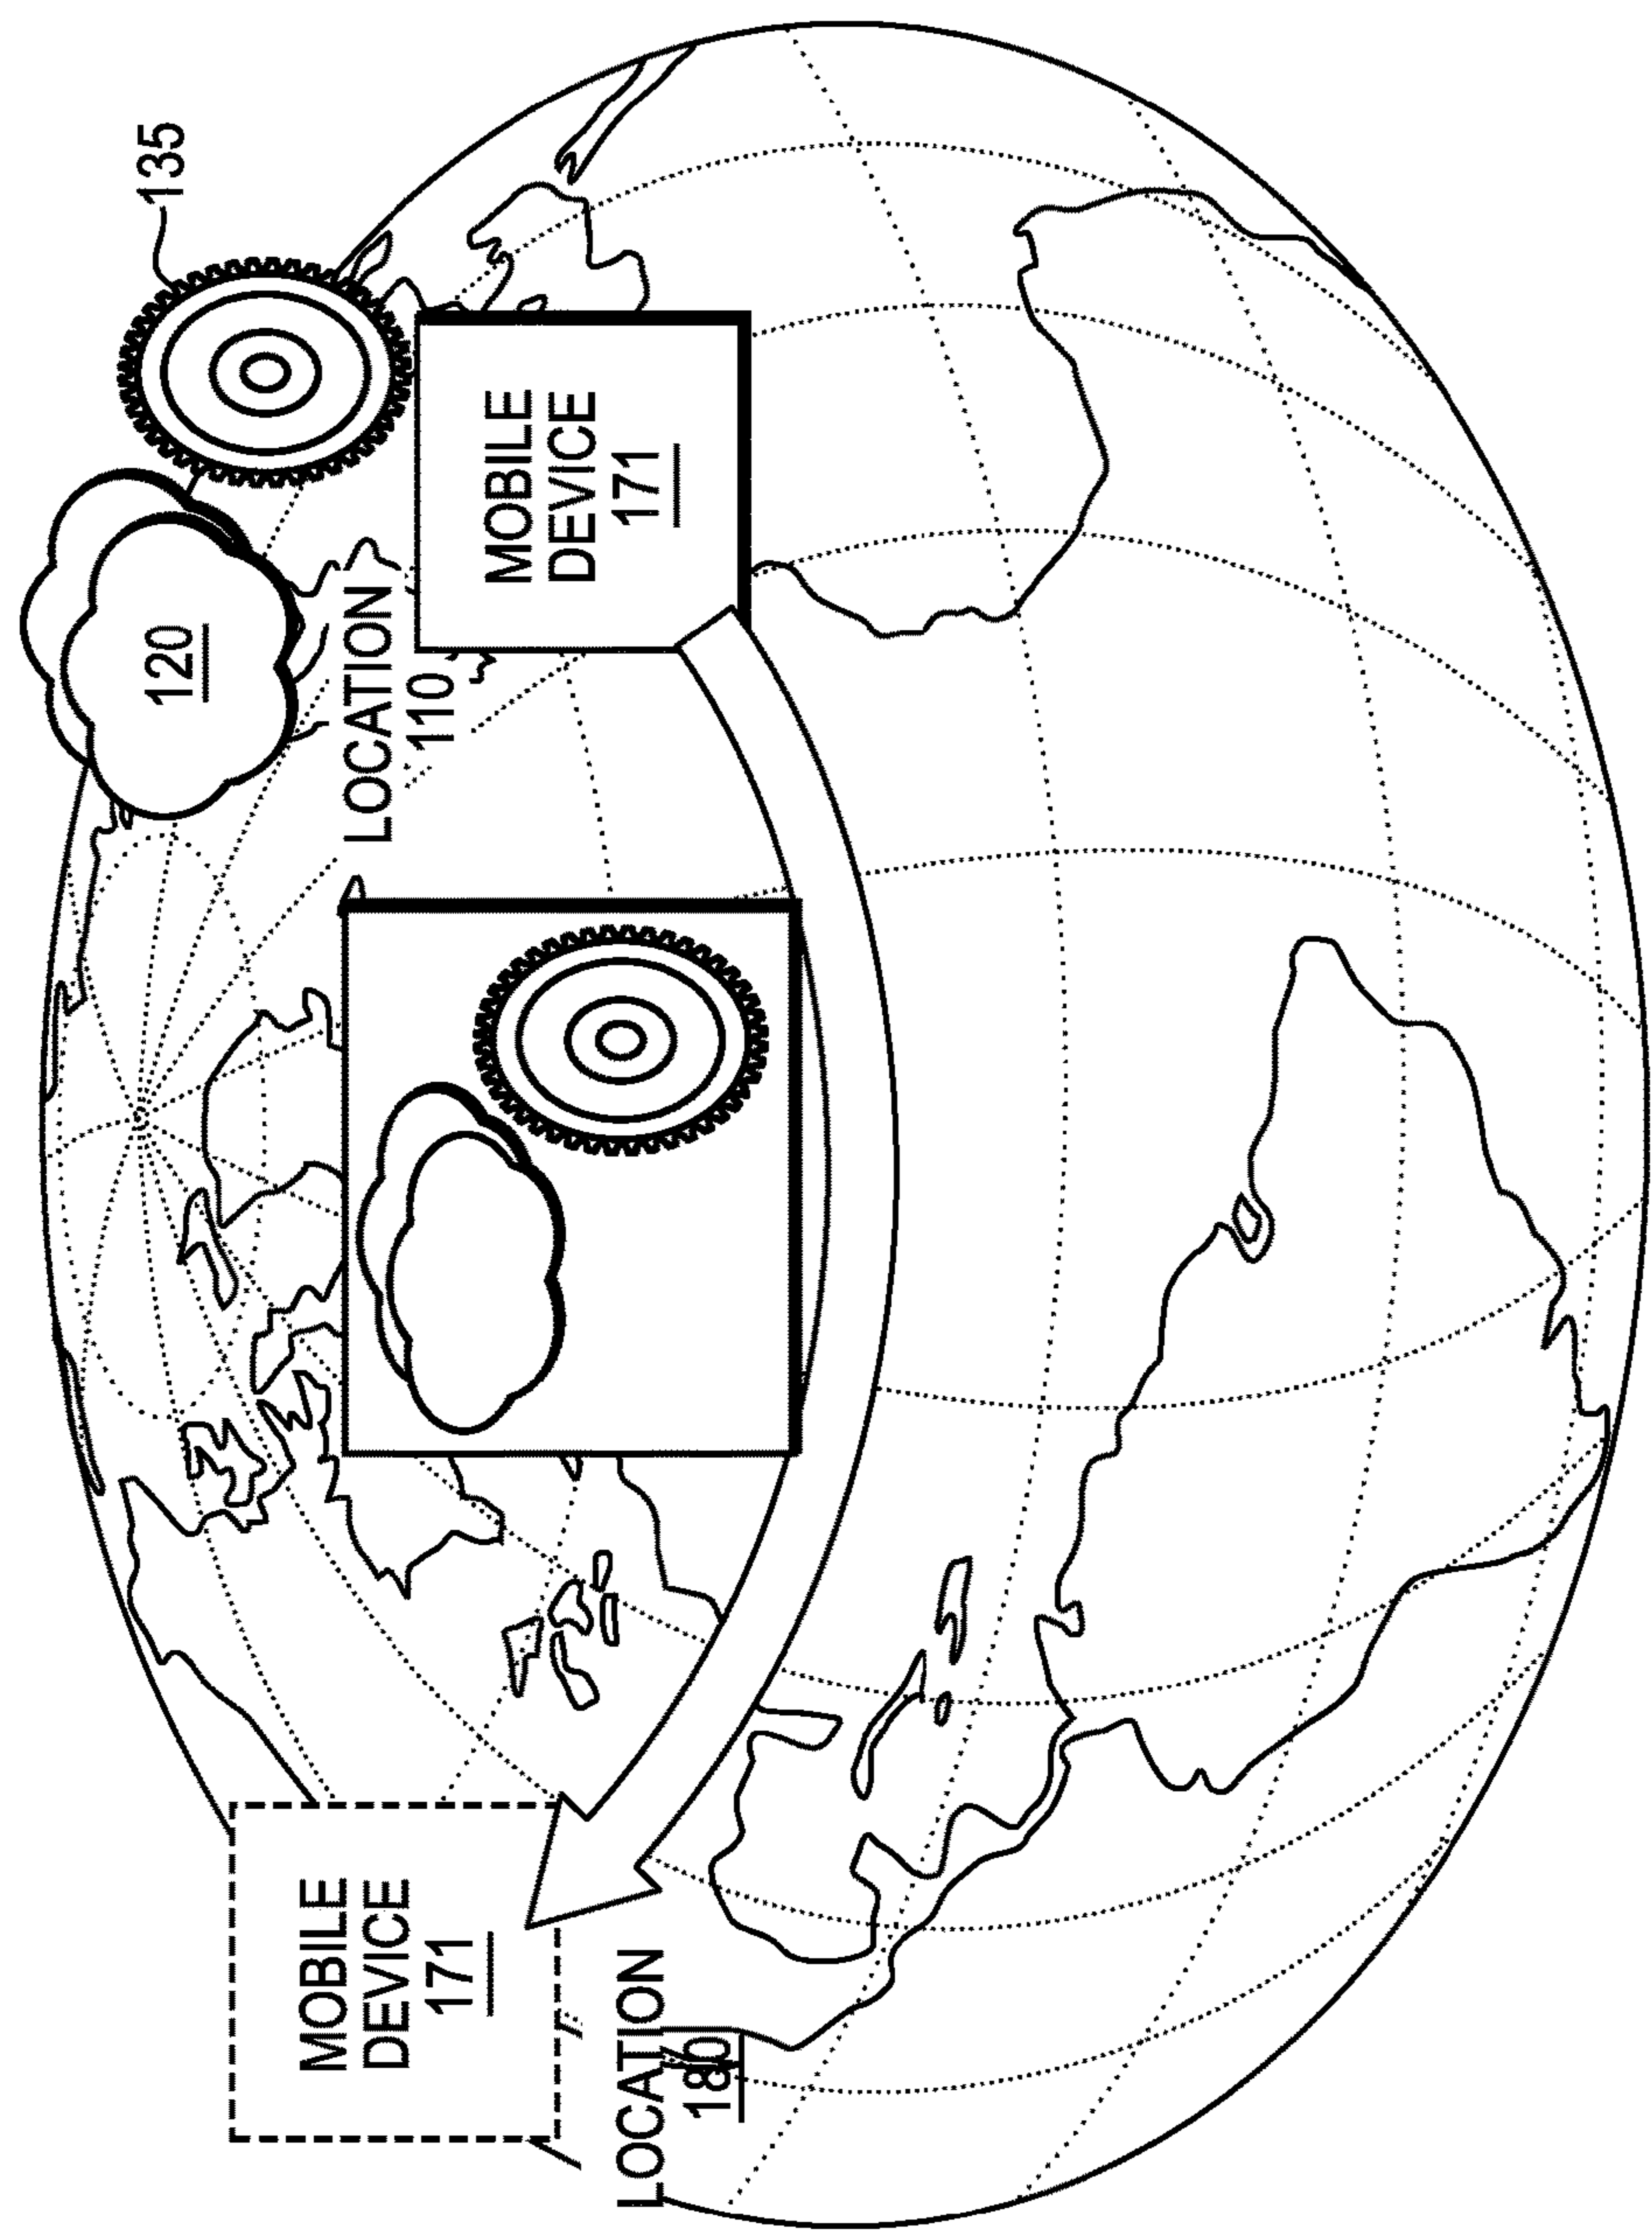 120
135
MOBILE
DEVICE
171
LOCATION
180
LOCATION
110
MOBILE
DEVICE
171